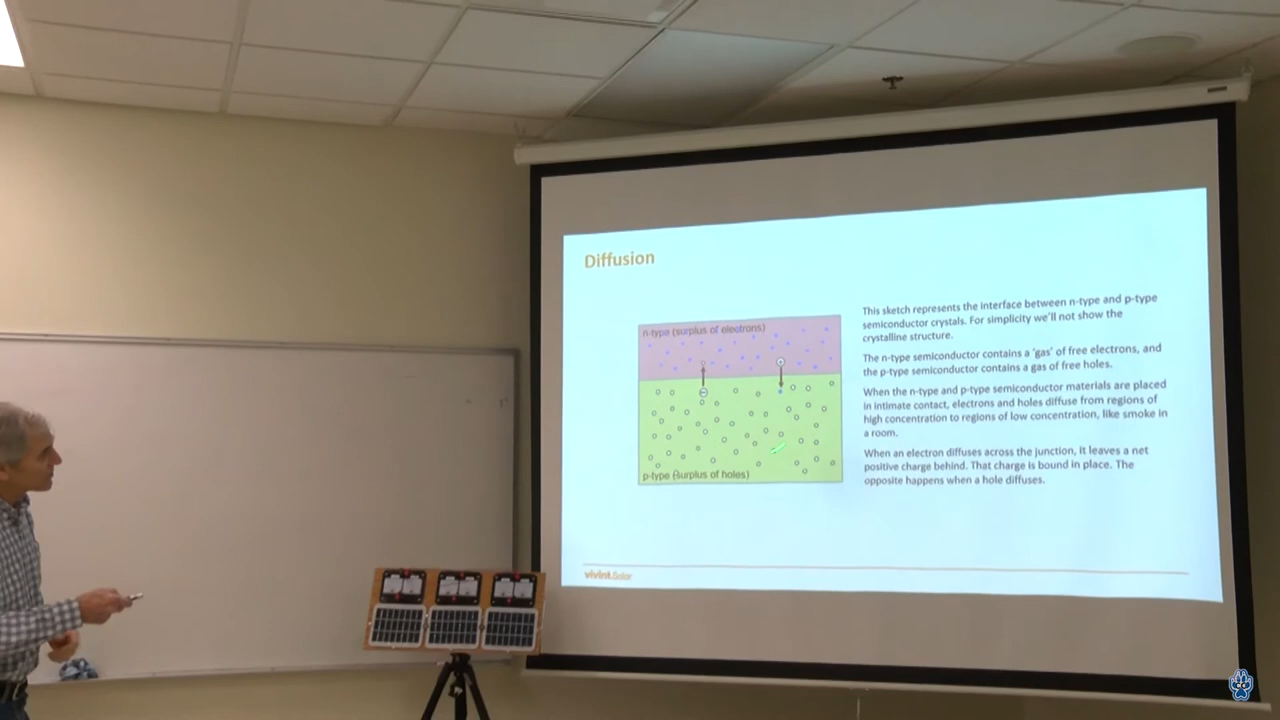 Diffusion
n-type (surplus of electrons)
p-type (surplus of holes)
This sketch represents the interface between n-type and p-type
semiconductor crystals. For simplicity we'll not show the
crystalline structure.
The n-type semiconductor contains a 'gas' of free electrons, and
the p-type semiconductor contains a gas of free holes.
When the n-type and p-type semiconductor materials are placed
in intimate contact, electrons and holes diffuse from regions of
high concentration to regions of low concentration, like smoke in
a room.
When an electron diffuses across the junction, it leaves a net
positive charge behind. That charge is bound in place. The
opposite happens when a hole diffuses.
vivint.Solar